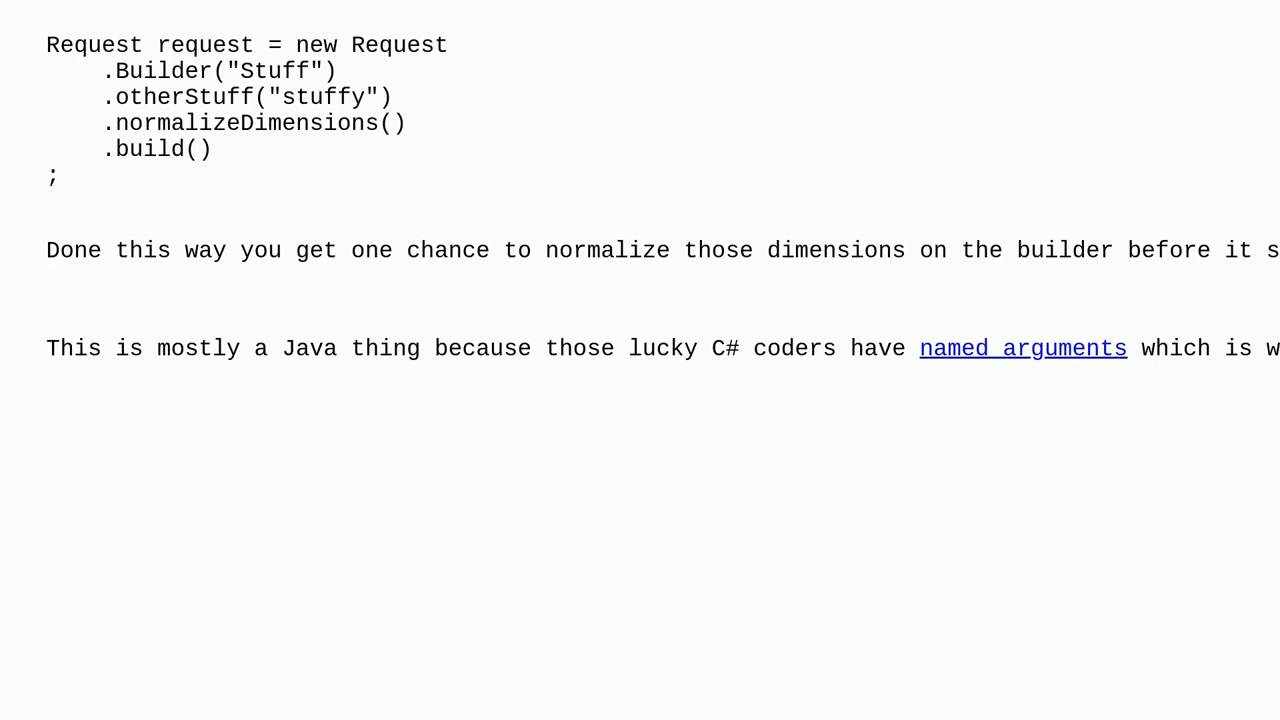 Request request = new Request
    .Builder("Stuff")
    .otherStuff("stuffy")
    .normalizeDimensions()
    .build()
;
Done this way you get one chance to normalize those dimensions on the builder before it
This is mostly a Java thing because those lucky C# coders have named arguments which is